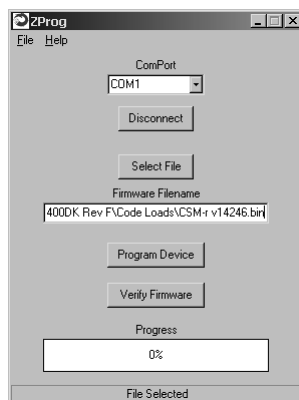 ZProg
File Help
ComPort
COM1
Disconnect
Select File
Firmware Filename
400DK Rev F\Code Loads\CSM-r v14246.bin
Program Device
Verify Firmware
Progress
0%
File Selected